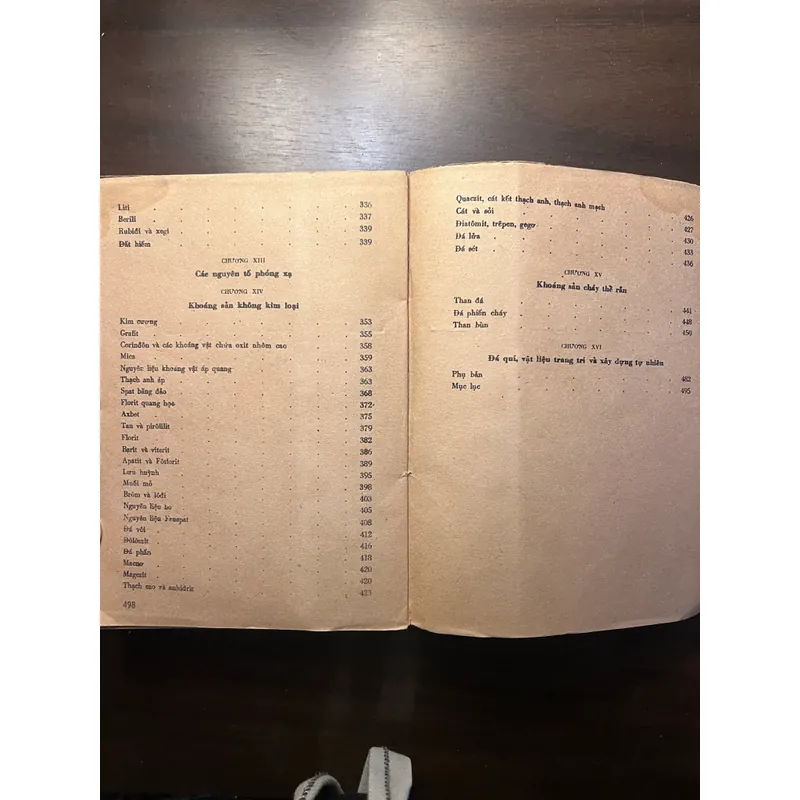 Liti 336
Berili 337
Rubiđi và xezi 339
Đất hiếm 339
CHƯƠNG XIII
Các nguyên tố phóng xạ
CHƯƠNG XIV
Khoáng sản không kim loại
Kim cương 353
Grafit 355
Corinđôn và các khoáng vật chứa oxit nhôm cao 358
Mica 359
Nguyên liệu khoáng vật áp quang 363
Thạch anh áp 363
Spat băng đảo 368
Florit quang học 372
Axbet 375
Tan và pirôfilit 379
Florit 382
Barit và viterit 386
Apatit và Fôsforit 389
Lưu huỳnh 395
Muối mỏ 398
Brôm và Iôđi 403
Nguyên liệu bo 405
Nguyên liệu Fenspat 408
Đá vôi 412
Đôlômit 416
Đá phấn 418
Macnơ 420
Magezit 420
Thạch cao và anhiđrit 423
498
Quaczit, cát kết thạch anh, thạch anh mạch 426
Cát và sỏi 427
Điatômit, trêpen, 430
Đá lửa 433
Đá sét 436
CHƯƠNG XV
Khoáng sản cháy thể rắn
Than đá 441
Đá phiến cháy 448
Than bùn 450
CHƯƠNG XVI
Đá quí, vật liệu trang trí và xây dựng tự nhiên
Phụ bản 482
Mục lục 495